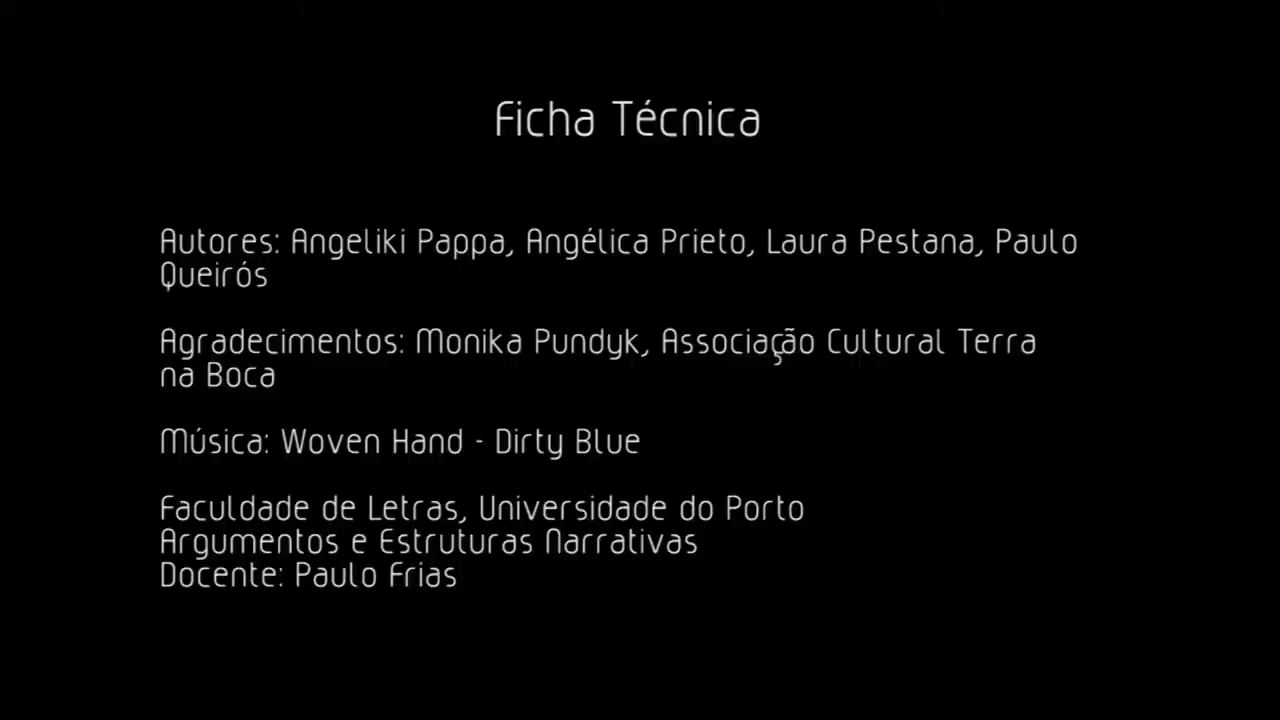 Ficha Técnica
Autores: Angeliki Pappa, Angélica Prieto, Laura Pestana, Paulo
Queirós
Agradecimentos: Monika Pundyk, Associação Cultural Terra
na Boca
Música: Woven Hand - Dirty Blue
Faculdade de Letras, Universidade do Porto
Argumentos e Estruturas Narrativas
Docente: Paulo Frias